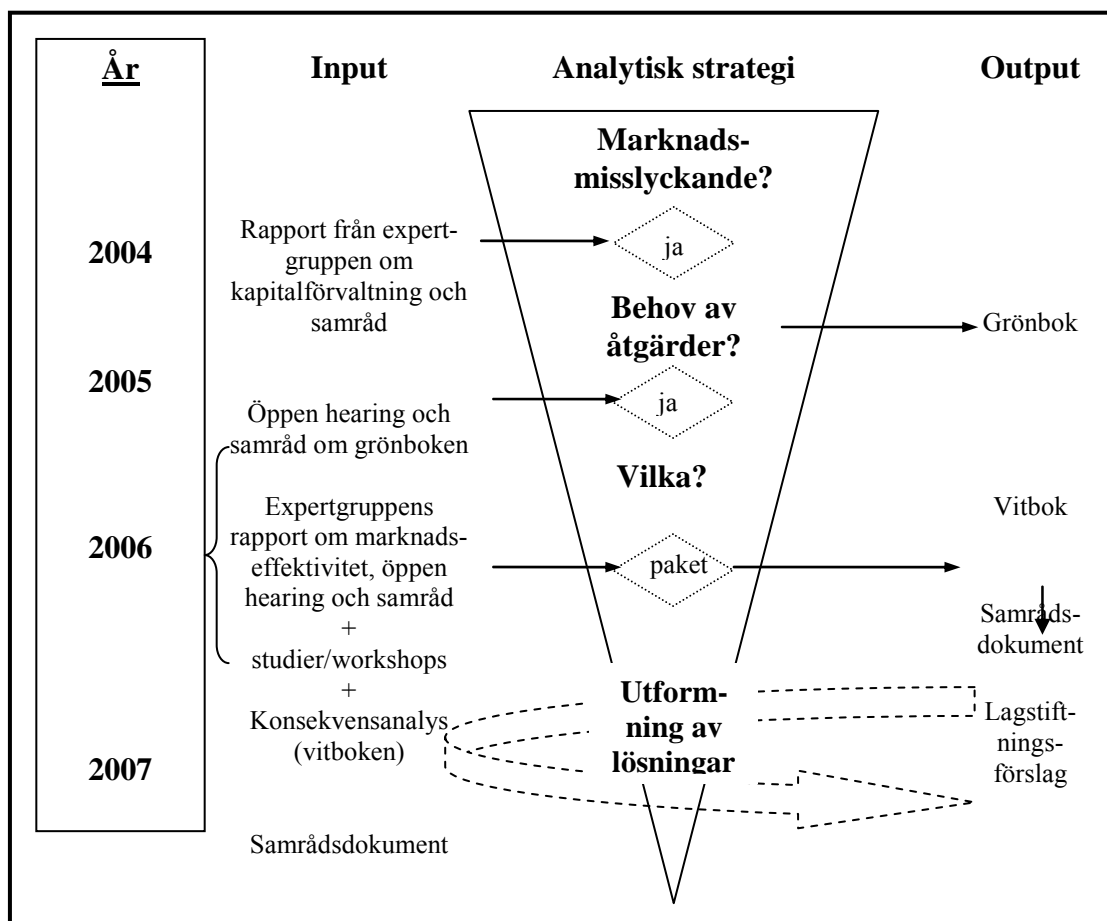 År
Input
Analytisk strategi
Output
Marknads-
misslyckande?
2004
Rapport från expert-
gruppen om
kapitalförvaltning och
samråd
ja
Behov av
åtgärder?
Grönbok
2005
Öppen hearing och
samråd om grönboken
ja
Vilka?
2006
Expertgruppens
rapport om marknads-
effektivitet, öppen
hearing och samråd
+
studier/workshops
+
Konsekvensanalys
(vitboken)
paket
Vitbok
Samråds-
dokument
Utform-
ning av
lösningar
Lagstift-
nings-
förslag
2007
Samrådsdokument